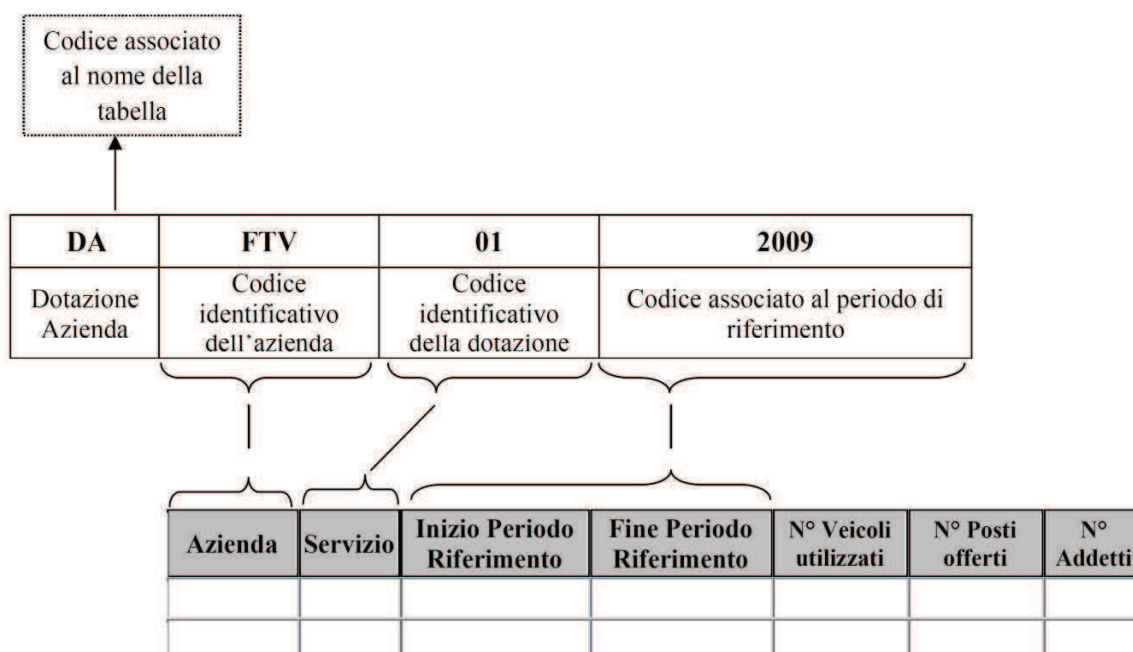 Codice associato
al nome della
tabella
DA FTV 01 2009
Dotazione
Azienda
Codice
identificativo
dell’azienda
Codice
identificativo
della dotazione
Codice associato al periodo di
riferimento
Azienda
Servizio
Inizio Periodo
Riferimento
Fine Periodo
Riferimento
N° Veicoli
utilizzati
N° Posti
offerti
N°
Addetti